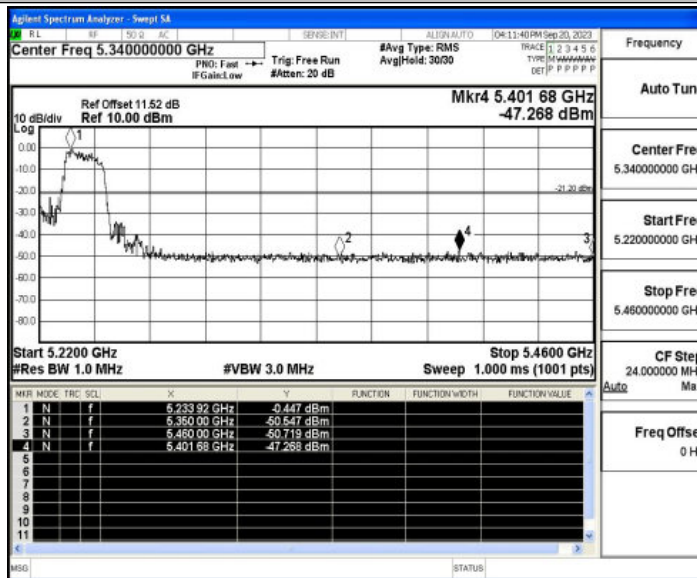 Agilent Spectrum Analyzer - Swept SA
RL RF 50 Ω AC SENSE:INT ALIGN AUTO 04:11:40 PM Sep 20, 2023
Center Freq 5.340000000 GHz
PNO: Fast
IFGain:Low
Trig: Free Run
#Atten: 20 dB
#Avg Type: RMS
Avg|Hold: 30/30
TRACE 1 2 3 4 5 6
TYPE
DET P P P P P P
Mkr4 5.401 68 GHz
-47.268 dBm
Ref Offset 11.52 dB
10 dB/div Ref 10.00 dBm
Log
0.00
-10.0
-20.0
-30.0
-40.0
-50.0
-60.0
-70.0
-80.0
1
2
4
3
-21.20 dBm
Start 5.2200 GHz Stop 5.4600 GHz
#Res BW 1.0 MHz #VBW 3.0 MHz Sweep 1.000 ms (1001 pts)
MKR MODE TRC SCL X Y FUNCTION FUNCTION WIDTH FUNCTION VALUE
1 N f 5.233 92 GHz -0.447 dBm
2 N f 5.350 00 GHz -50.547 dBm
3 N f 5.460 00 GHz -50.719 dBm
4 N f 5.401 68 GHz -47.268 dBm
5
6
7
8
9
10
11
MSG STATUS
Frequency
Auto Tun
Center Fre
5.340000000 GH
Start Fre
5.220000000 GH
Stop Fre
5.460000000 GH
CF Step
24.000000 MH
Auto Ma
Freq Offse
0 H